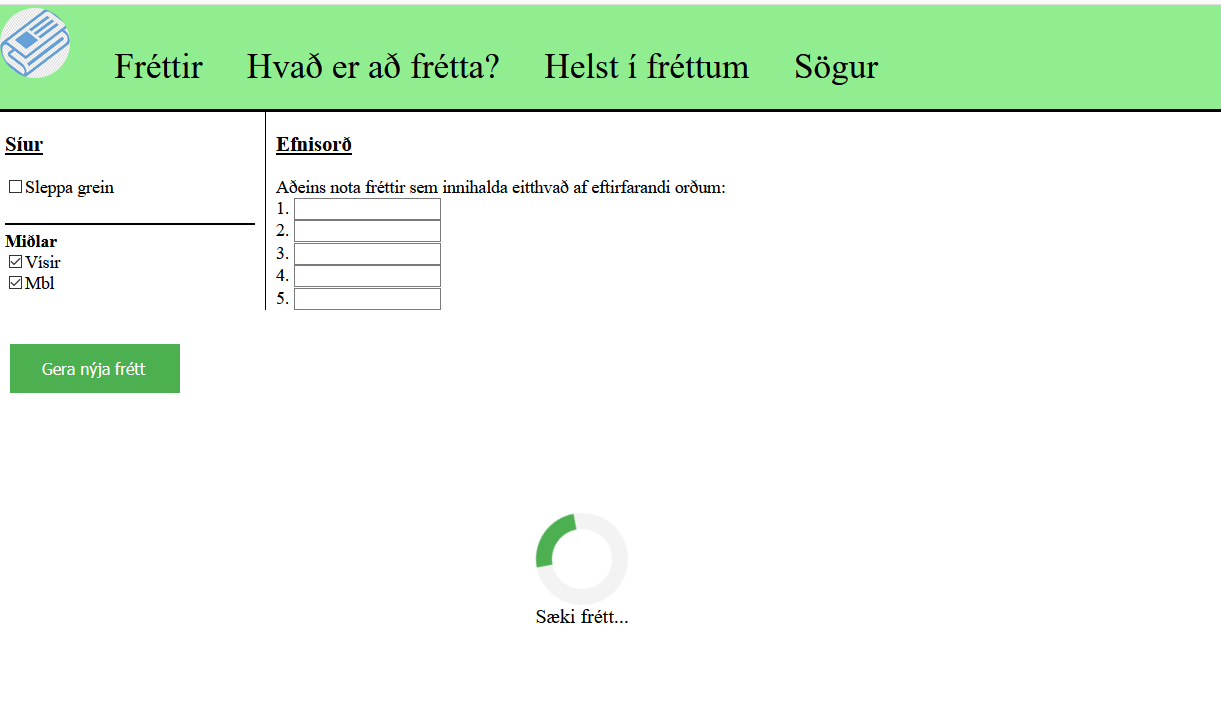 Fréttir Hvað er að frétta? Helst í fréttum Sögur
Síur
Sleppa grein
Miðlar
Vísir
Mbl
Efnisorð
Aðeins nota fréttir sem innihalda eitthvað af eftirfarandi orðum:
1.
2.
3.
4.
5.
Gera nýja frétt
Sæki frétt...